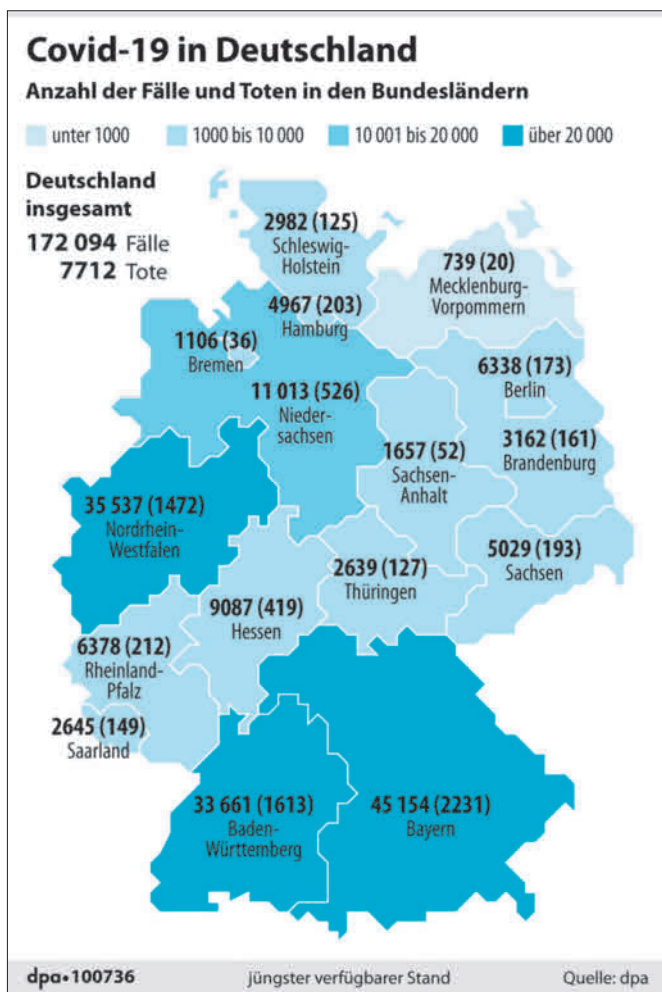 Covid-19 in Deutschland
Anzahl der Fälle und Toten in den Bundesländern
unter 1000 1000 bis 10 000 10 001 bis 20 000 über 20 000
Deutschland
insgesamt
172 094 Fälle
7712 Tote
2982 (125)
Schleswig-
Holstein
739 (20)
Mecklenburg-
Vorpommern
4967 (203)
Hamburg
1106 (36)
Bremen
6338 (173)
Berlin
11 013 (526)
Nieder-
sachsen
3162 (161)
Brandenburg
1657 (52)
Sachsen-
Anhalt
35 537 (1472)
Nordrhein-
Westfalen
5029 (193)
Sachsen
2639 (127)
Thüringen
9087 (419)
Hessen
6378 (212)
Rheinland-
Pfalz
2645 (149)
Saarland
33 661 (1613)
Baden-
Württemberg
45 154 (2231)
Bayern
dpa•100736 jüngster verfügbarer Stand Quelle: dpa